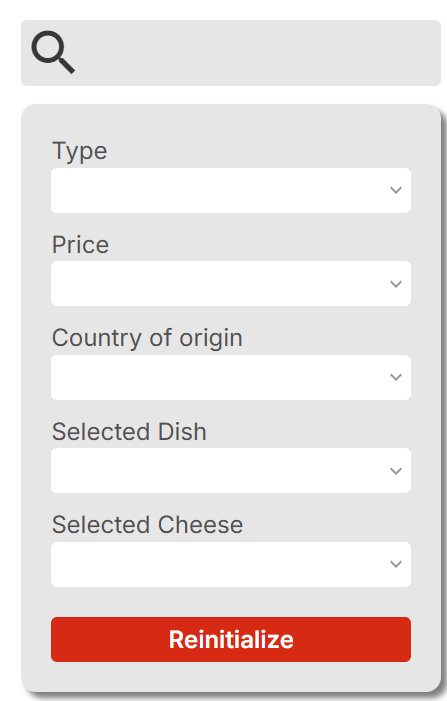 Type
Price
Country of origin
Selected Dish
Selected Cheese
Reinitialize